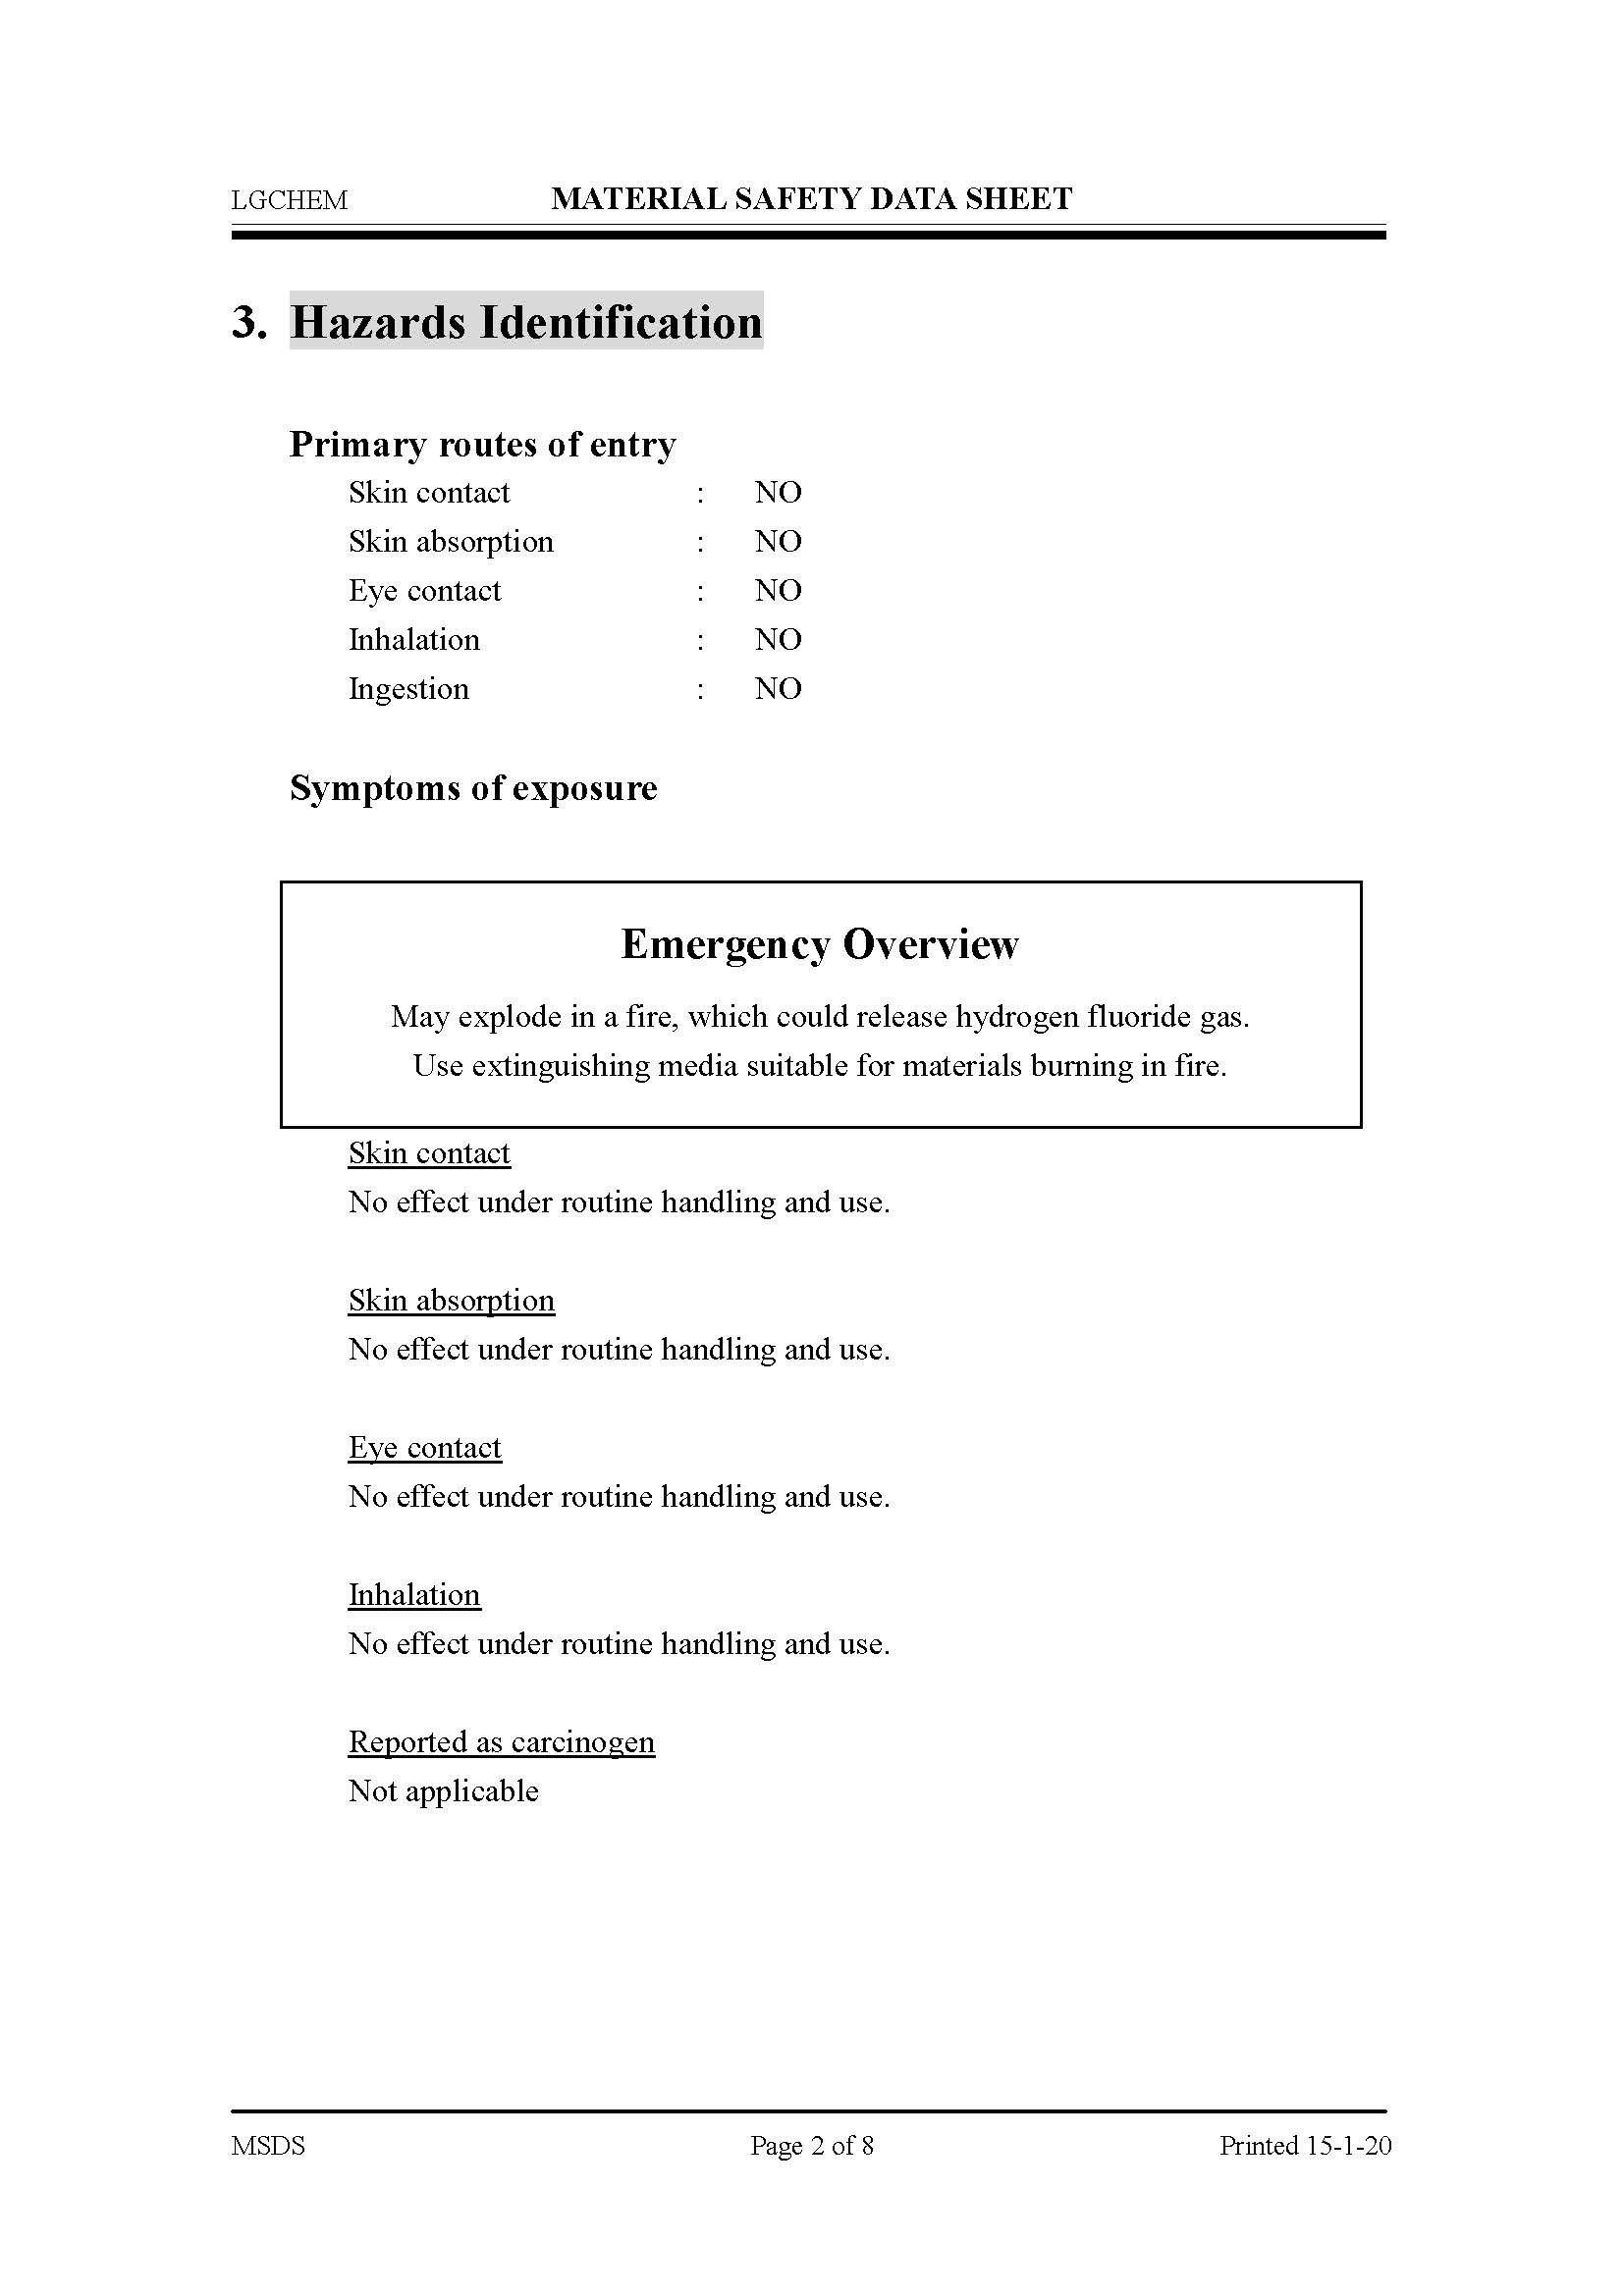 LGCHEM MATERIAL SAFETY DATA SHEET
3. Hazards Identification
Primary routes of entry
Skin contact : NO
Skin absorption : NO
Eye contact : NO
Inhalation : NO
Ingestion : NO
Symptoms of exposure
Emergency Overview
May explode in a fire, which could release hydrogen fluoride gas.
Use extinguishing media suitable for materials burning in fire.
Skin contact
No effect under routine handling and use.
Skin absorption
No effect under routine handling and use.
Eye contact
No effect under routine handling and use.
Inhalation
No effect under routine handling and use.
Reported as carcinogen
Not applicable
MSDS Page 2 of 8 Printed 15-1-20